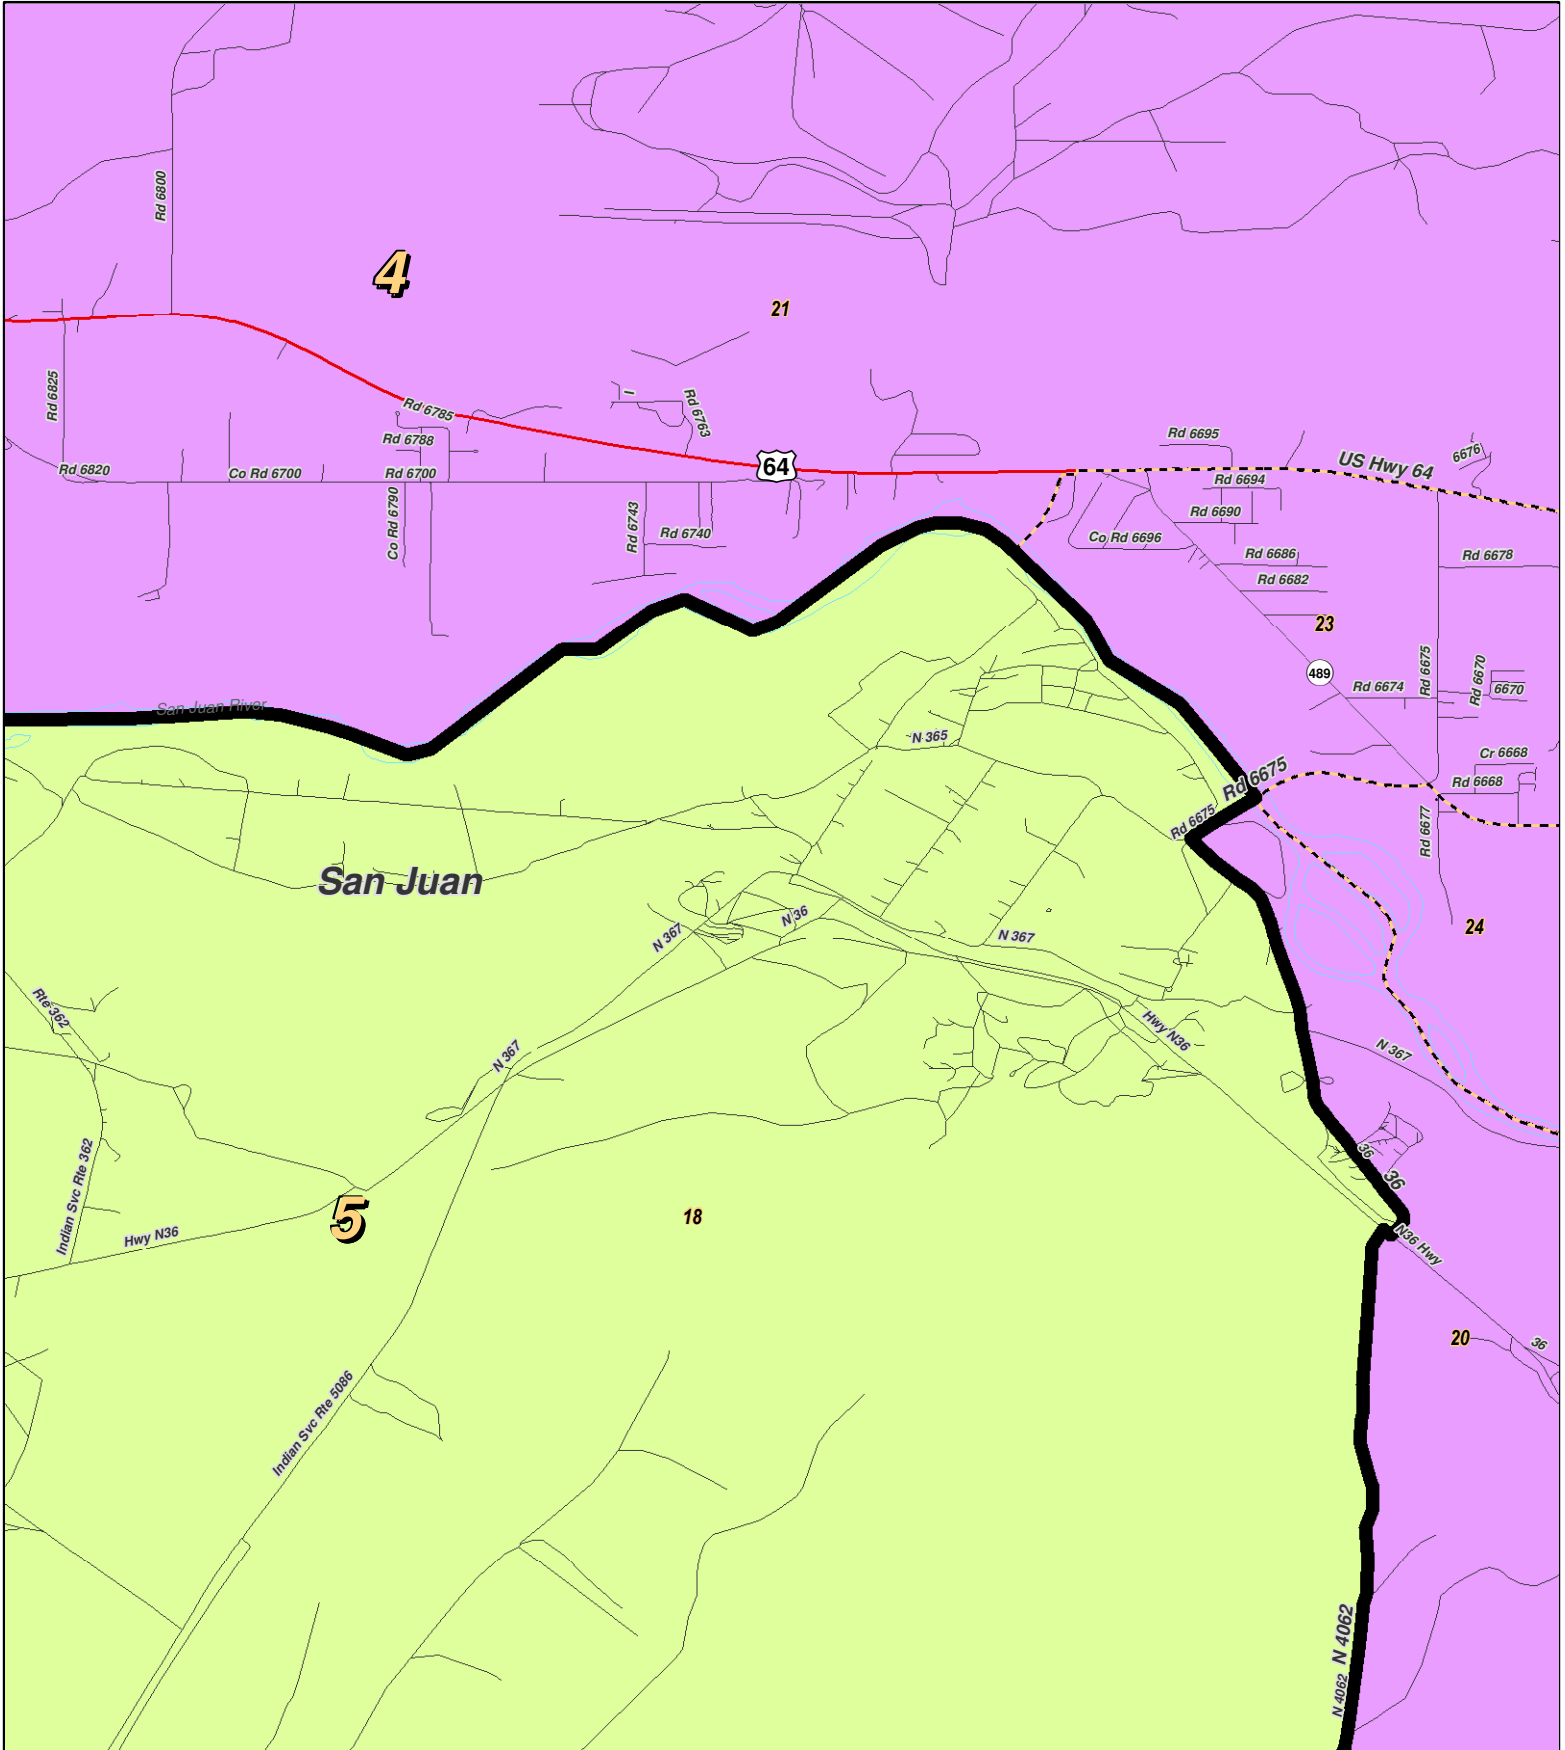 Rd 6800
4
21
Rd 6825
Rd 6785
Rd 6763
I
Rd 6788
Rd 6695
US Hwy 64
6676
64
Rd 6820
Co Rd 6700
Rd 6700
Rd 6694
Co Rd 6790
Rd 6743
Rd 6740
Rd 6690
Co Rd 6696
Rd 6686
Rd 6678
Rd 6682
23
489
Rd 6675
Rd 6670
Rd 6674
6670
San Juan River
N 365
Cr 6668
Rd 6675
Rd 6668
Rd 6675
Rd 6677
San Juan
N 36
N 367
N 367
24
Rte 362
Hwy N36
N 367
N 367
36
36
Indian Svc Rte 362
5
18
Hwy N36
N36 Hwy
20
36
Indian Svc Rte 5086
N 4062
N 4062